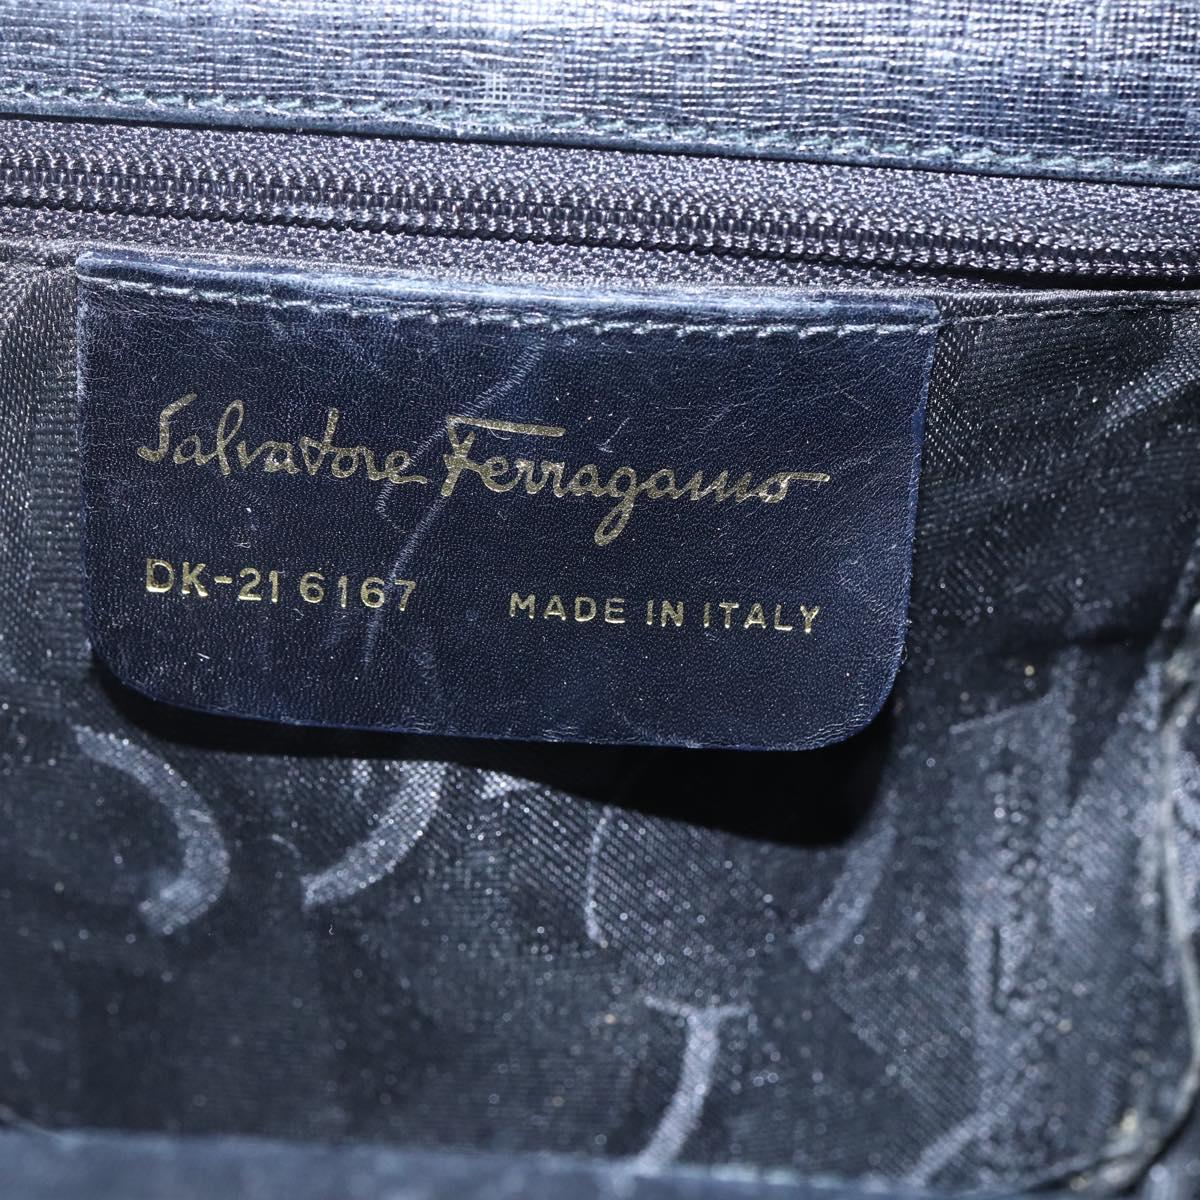 Salvatore Ferragamo
DK-21 6167 MADE IN ITALY